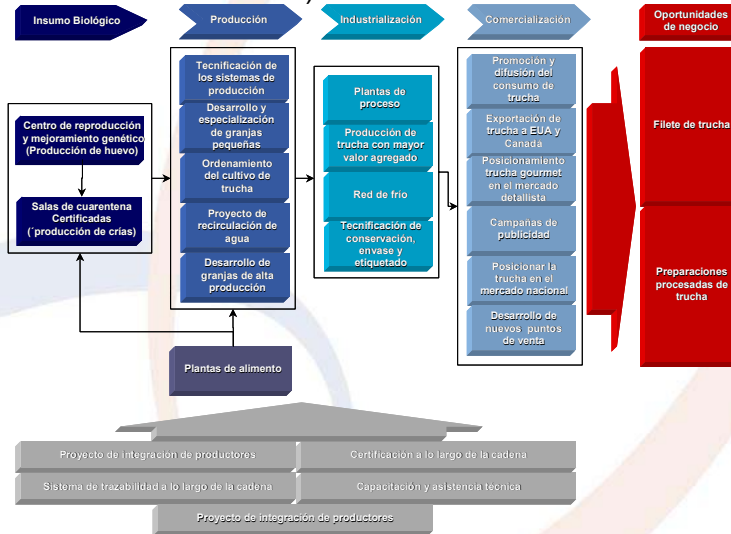 Insumo Biológico
Producción
Industrialización
Comercialización
Oportunidades
de negocio
Centro de reproducción
y mejoramiento genético
(Producción de huevo)
Salas de cuarentena
Certificadas
(´producción de crías)
Tecnificación de
los sistemas de
producción
Desarrollo y
especialización
de granjas
pequeñas
Ordenamiento
del cultivo de
trucha
Proyecto de
recirculación de
agua
Desarrollo de
granjas de alta
producción
Plantas de
proceso
Producción de
trucha con mayor
valor agregado
Red de frío
Tecnificación de
conservación,
envase y
etiquetado
Promoción y
difusión del
consumo de
trucha
Exportación de
trucha a EUA y
Canadá
Posicionamiento
trucha gourmet
en el mercado
detallista
Campañas de
publicidad
Posicionar la
trucha en el
mercado nacional
Desarrollo de
nuevos puntos
de venta
Filete de trucha
Preparaciones
procesadas de
trucha
Plantas de alimento
Proyecto de integración de productores
Certificación a lo largo de la cadena
Sistema de trazabilidad a lo largo de la cadena
Capacitación y asistencia técnica
Proyecto de integración de productores